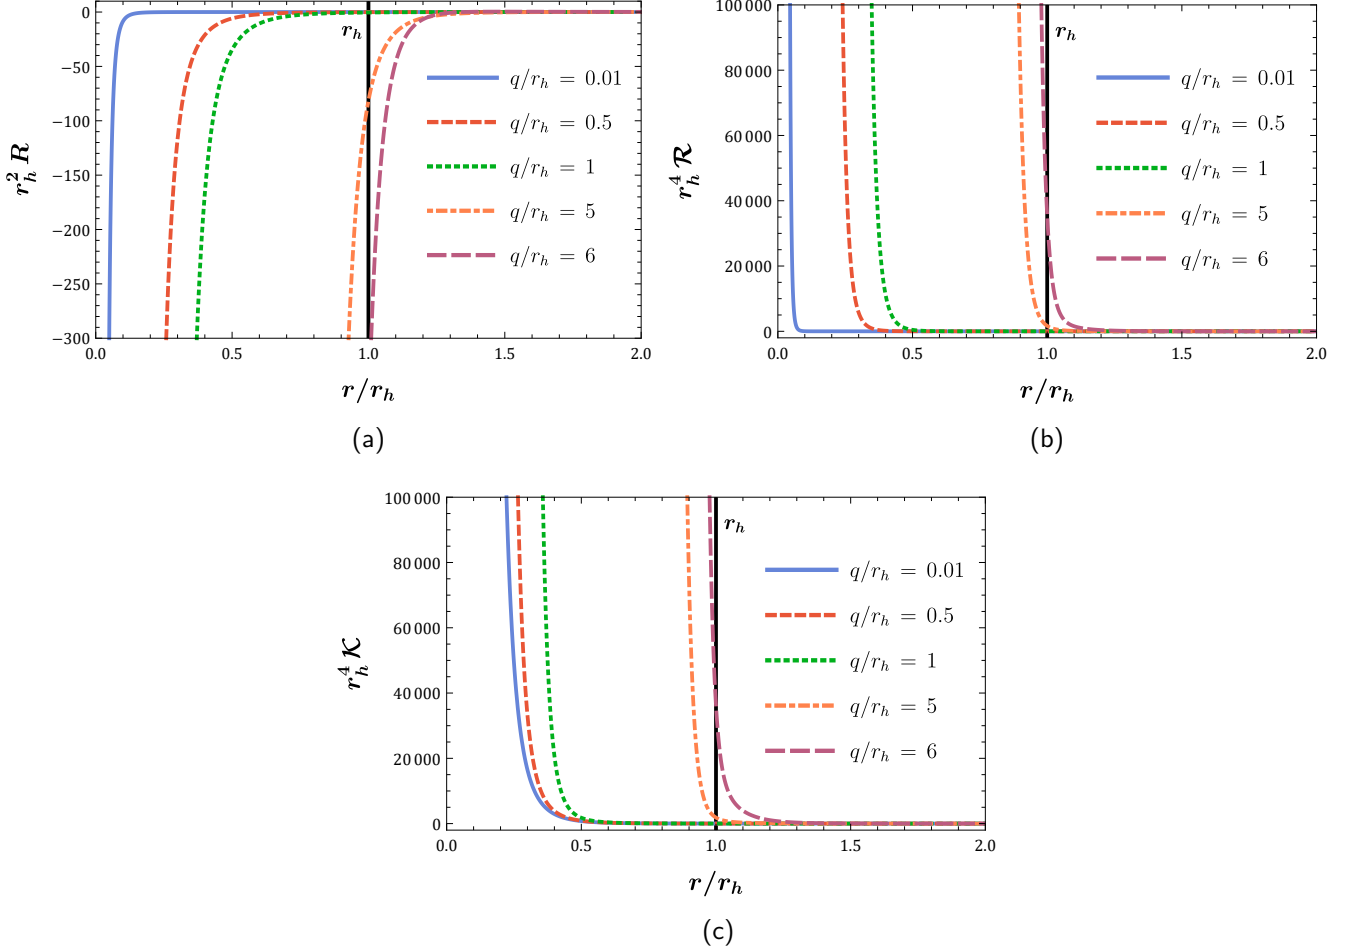 0
−50
−100
−150
−200
−250
−300
0.0
0.5
1.0
1.5
2.0
r_h^2 R
r/r_h
r_h
q/r_h = 0.01
q/r_h = 0.5
q/r_h = 1
q/r_h = 5
q/r_h = 6
(a)
100 000
80 000
60 000
40 000
20 000
0
0.0
0.5
1.0
1.5
2.0
r_h^4 ℛ
r/r_h
r_h
q/r_h = 0.01
q/r_h = 0.5
q/r_h = 1
q/r_h = 5
q/r_h = 6
(b)
100 000
80 000
60 000
40 000
20 000
0
0.0
0.5
1.0
1.5
2.0
r_h^4 𝒦
r/r_h
r_h
q/r_h = 0.01
q/r_h = 0.5
q/r_h = 1
q/r_h = 5
q/r_h = 6
(c)